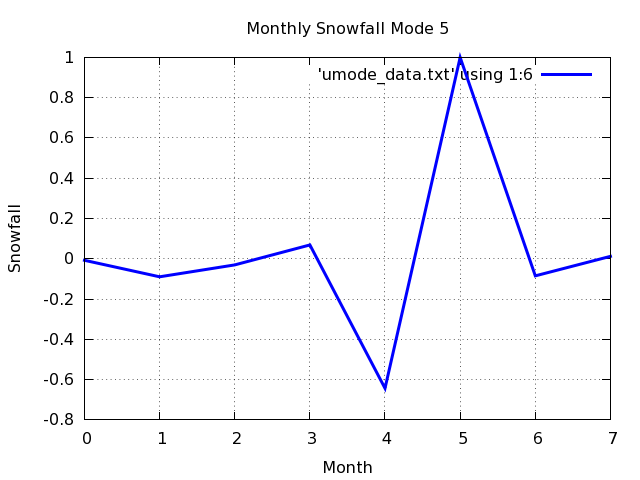 Monthly Snowfall Mode 5
'umode_data.txt' using 1:6
Snowfall
1
0.8
0.6
0.4
0.2
0
-0.2
-0.4
-0.6
-0.8
0 1 2 3 4 5 6 7
Month